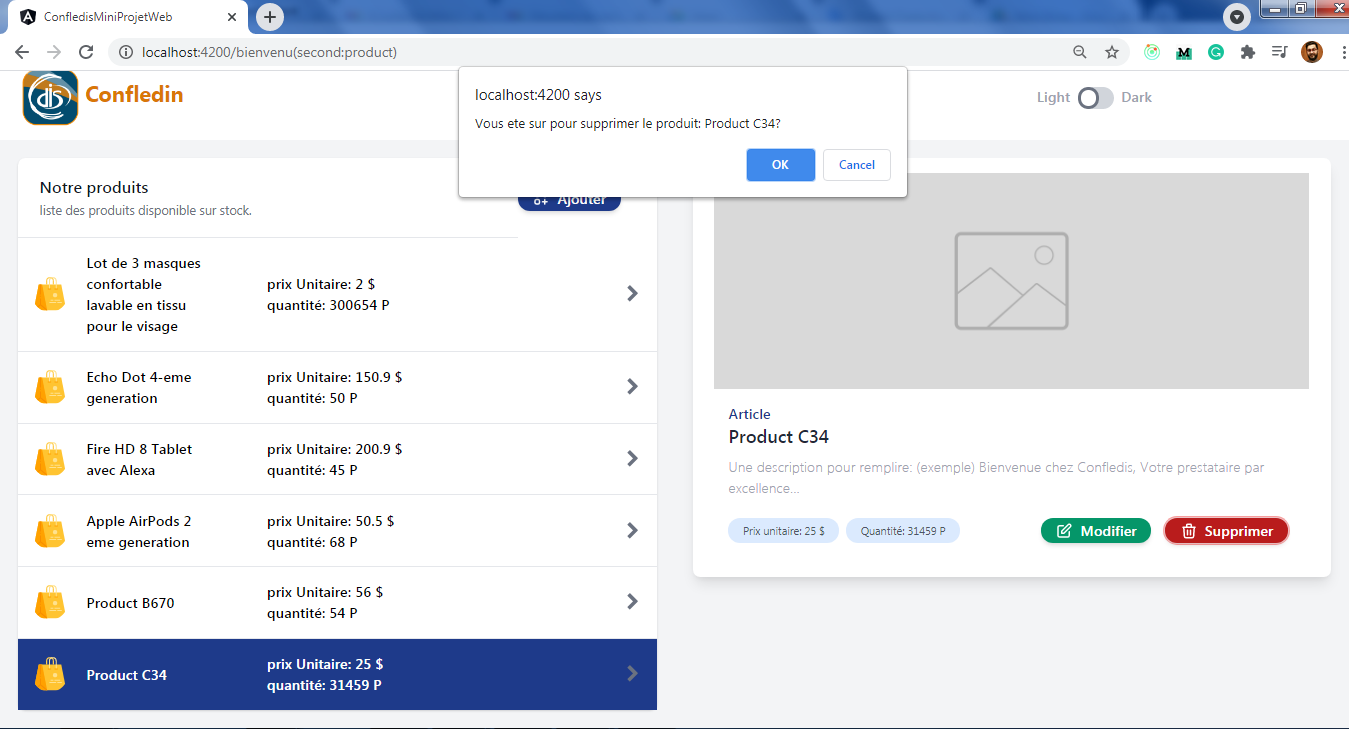 ConfledisMiniProjetWeb
localhost:4200/bienvenu(second:product)
dis
Confledin
Light
Dark
localhost:4200 says
Vous ete sur pour supprimer le produit: Product C34?
OK
Cancel
Notre produits
liste des produits disponible sur stock.
Ajouter
Lot de 3 masques
confortable
lavable en tissu
pour le visage
prix Unitaire: 2 $
quantité: 300654 P
Echo Dot 4-eme
generation
prix Unitaire: 150.9 $
quantité: 50 P
Fire HD 8 Tablet
avec Alexa
prix Unitaire: 200.9 $
quantité: 45 P
Apple AirPods 2
eme generation
prix Unitaire: 50.5 $
quantité: 68 P
Product B670
prix Unitaire: 56 $
quantité: 54 P
Product C34
prix Unitaire: 25 $
quantité: 31459 P
Article
Product C34
Une description pour remplire: (exemple) Bienvenue chez Confledis, Votre prestataire par
excellence...
Prix unitaire: 25 $
Quantité: 31459 P
Modifier
Supprimer